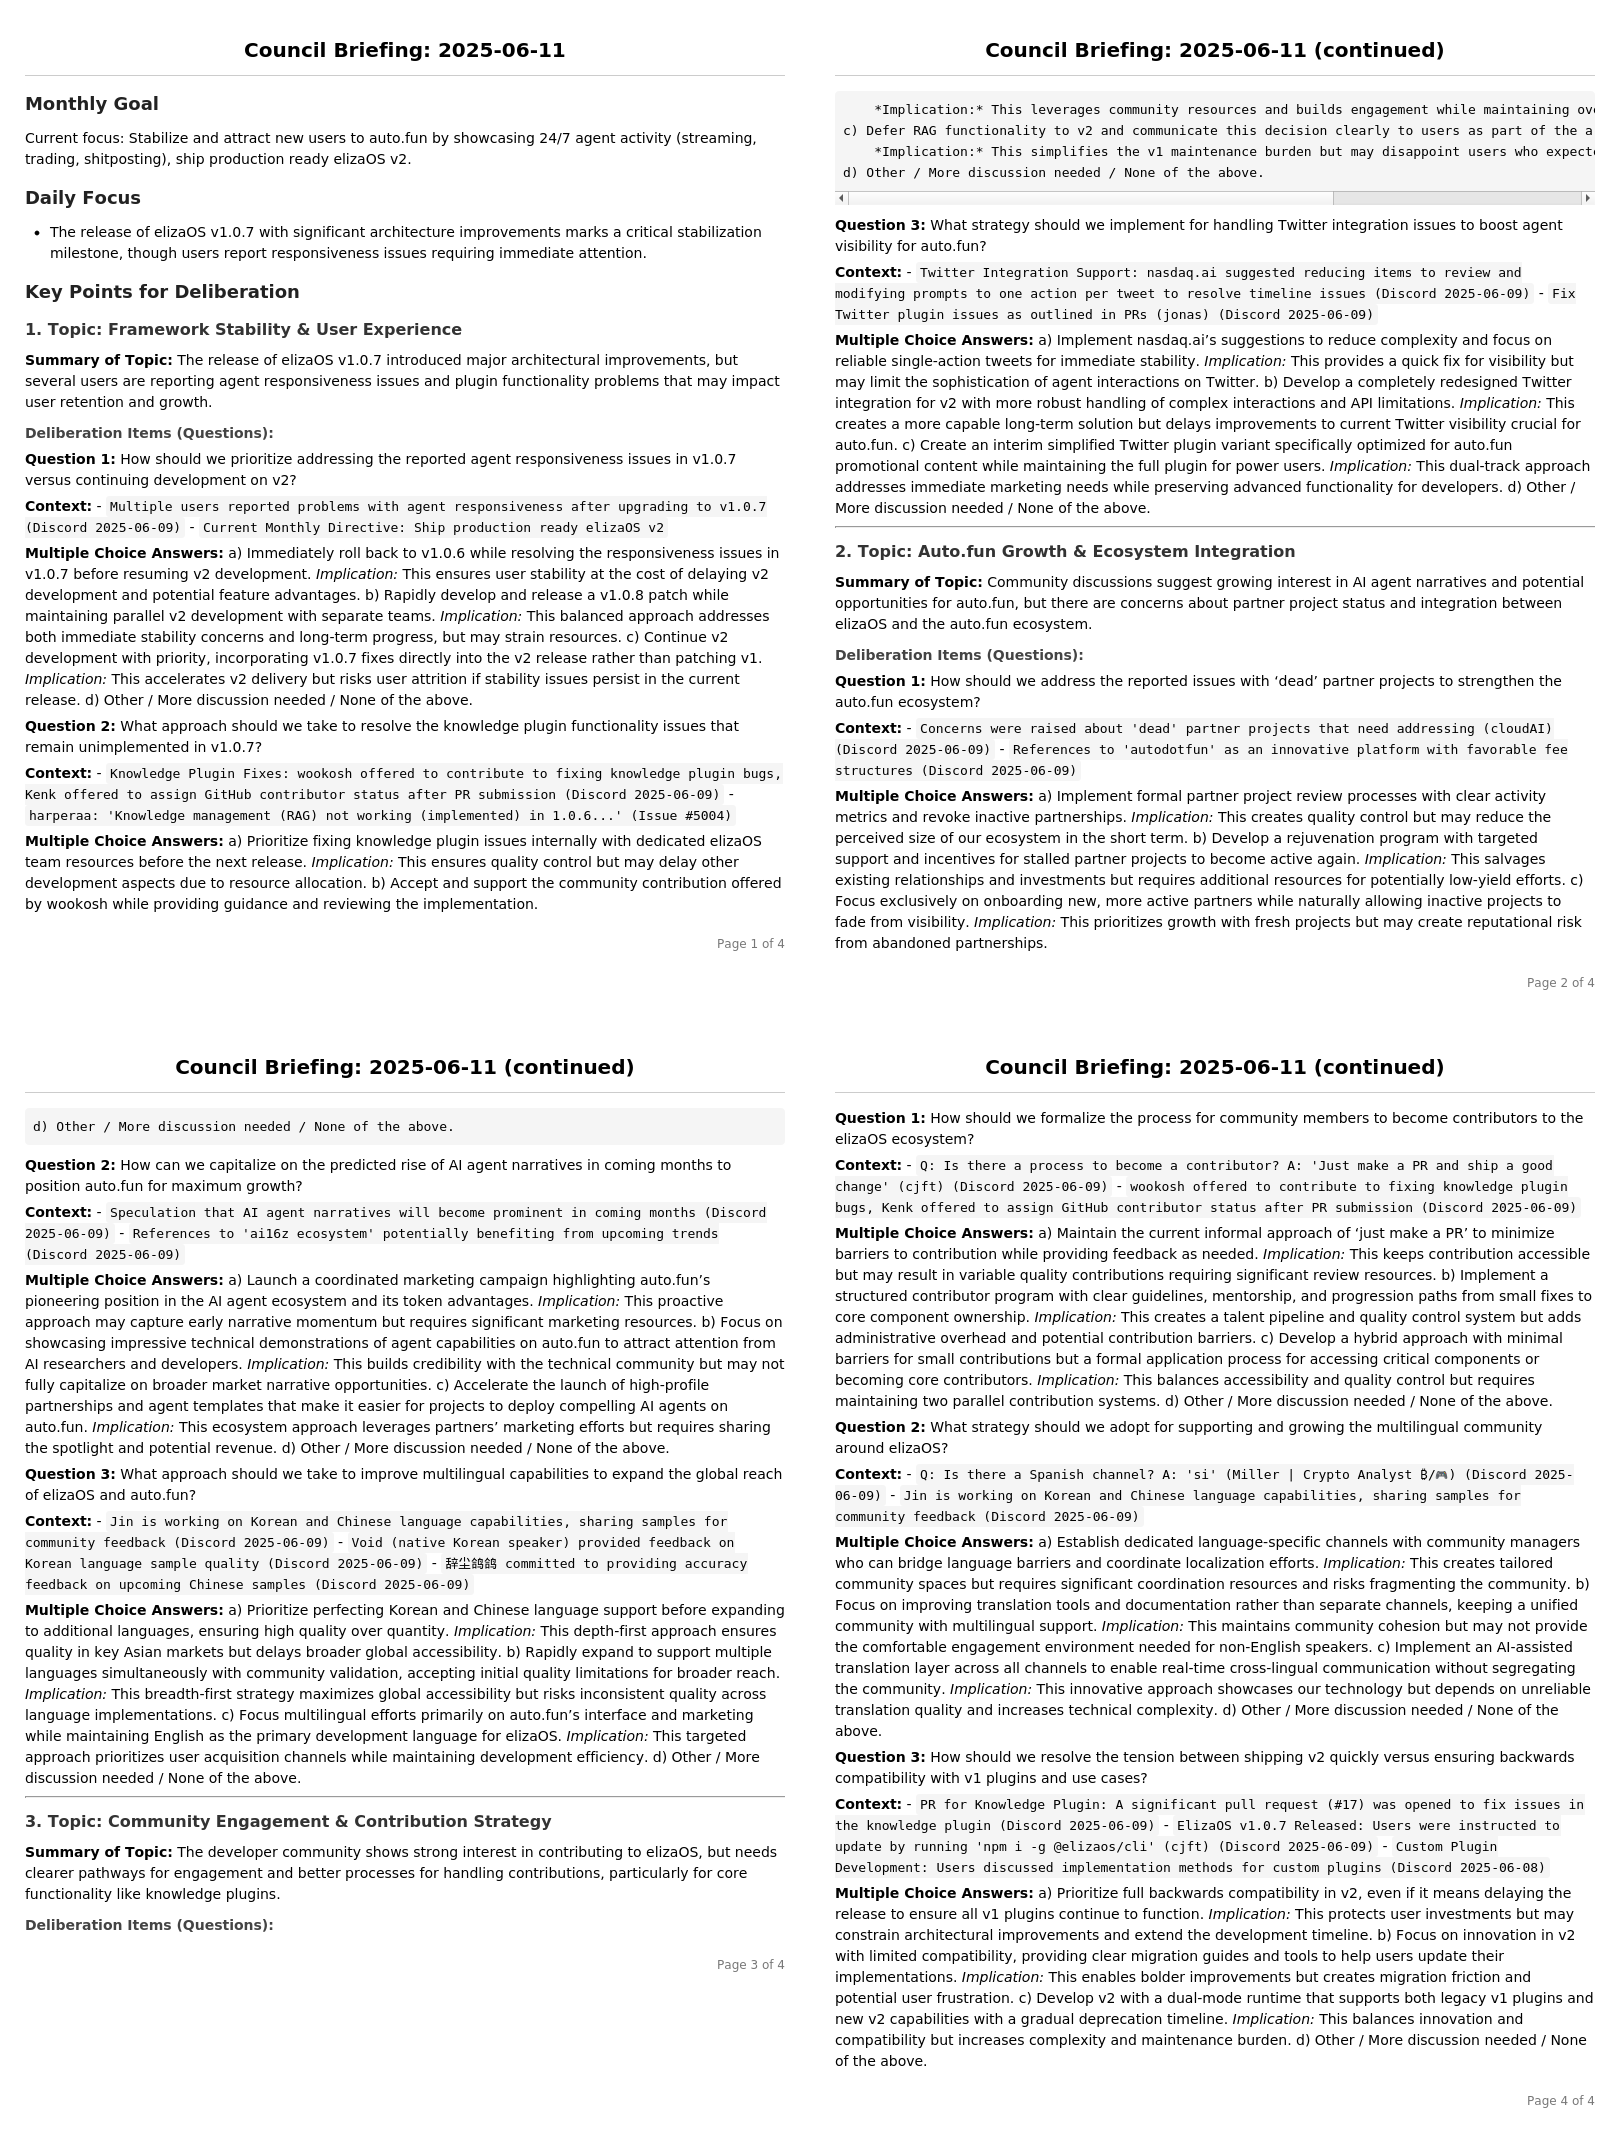 Council Briefing: 2025-06-11
Monthly Goal
Current focus: Stabilize and attract new users to auto.fun by showcasing 24/7 agent activity (streaming,
trading, shitposting), ship production ready elizaOS v2.
Daily Focus
• The release of elizaOS v1.0.7 with significant architecture improvements marks a critical stabilization
milestone, though users report responsiveness issues requiring immediate attention.
Key Points for Deliberation
1. Topic: Framework Stability & User Experience
Summary of Topic: The release of elizaOS v1.0.7 introduced major architectural improvements, but
several users are reporting agent responsiveness issues and plugin functionality problems that may impact
user retention and growth.
Deliberation Items (Questions):
Question 1: How should we prioritize addressing the reported agent responsiveness issues in v1.0.7
versus continuing development on v2?
Context: - Multiple users reported problems with agent responsiveness after upgrading to v1.0.7
(Discord 2025-06-09) - Current Monthly Directive: Ship production ready elizaOS v2
Multiple Choice Answers: a) Immediately roll back to v1.0.6 while resolving the responsiveness issues in
v1.0.7 before resuming v2 development. Implication: This ensures user stability at the cost of delaying v2
development and potential feature advantages. b) Rapidly develop and release a v1.0.8 patch while
maintaining parallel v2 development with separate teams. Implication: This balanced approach addresses
both immediate stability concerns and long-term progress, but may strain resources. c) Continue v2
development with priority, incorporating v1.0.7 fixes directly into the v2 release rather than patching v1.
Implication: This accelerates v2 delivery but risks user attrition if stability issues persist in the current
release. d) Other / More discussion needed / None of the above.
Question 2: What approach should we take to resolve the knowledge plugin functionality issues that
remain unimplemented in v1.0.7?
Context: - Knowledge Plugin Fixes: wookosh offered to contribute to fixing knowledge plugin bugs,
Kenk offered to assign GitHub contributor status after PR submission (Discord 2025-06-09) -
harperaa: 'Knowledge management (RAG) not working (implemented) in 1.0.6...' (Issue #5004)
Multiple Choice Answers: a) Prioritize fixing knowledge plugin issues internally with dedicated elizaOS
team resources before the next release. Implication: This ensures quality control but may delay other
development aspects due to resource allocation. b) Accept and support the community contribution offered
by wookosh while providing guidance and reviewing the implementation.
Page 1 of 4
Council Briefing: 2025-06-11 (continued)
*Implication:* This leverages community resources and builds engagement while maintaining ov
c) Defer RAG functionality to v2 and communicate this decision clearly to users as part of the a
*Implication:* This simplifies the v1 maintenance burden but may disappoint users who expect
d) Other / More discussion needed / None of the above.
Question 3: What strategy should we implement for handling Twitter integration issues to boost agent
visibility for auto.fun?
Context: - Twitter Integration Support: nasdaq.ai suggested reducing items to review and
modifying prompts to one action per tweet to resolve timeline issues (Discord 2025-06-09) - Fix
Twitter plugin issues as outlined in PRs (jonas) (Discord 2025-06-09)
Multiple Choice Answers: a) Implement nasdaq.ai’s suggestions to reduce complexity and focus on
reliable single-action tweets for immediate stability. Implication: This provides a quick fix for visibility but
may limit the sophistication of agent interactions on Twitter. b) Develop a completely redesigned Twitter
integration for v2 with more robust handling of complex interactions and API limitations. Implication: This
creates a more capable long-term solution but delays improvements to current Twitter visibility crucial for
auto.fun. c) Create an interim simplified Twitter plugin variant specifically optimized for auto.fun
promotional content while maintaining the full plugin for power users. Implication: This dual-track approach
addresses immediate marketing needs while preserving advanced functionality for developers. d) Other /
More discussion needed / None of the above.
2. Topic: Auto.fun Growth & Ecosystem Integration
Summary of Topic: Community discussions suggest growing interest in AI agent narratives and potential
opportunities for auto.fun, but there are concerns about partner project status and integration between
elizaOS and the auto.fun ecosystem.
Deliberation Items (Questions):
Question 1: How should we address the reported issues with ‘dead’ partner projects to strengthen the
auto.fun ecosystem?
Context: - Concerns were raised about 'dead' partner projects that need addressing (cloudAI)
(Discord 2025-06-09) - References to 'autodotfun' as an innovative platform with favorable fee
structures (Discord 2025-06-09)
Multiple Choice Answers: a) Implement formal partner project review processes with clear activity
metrics and revoke inactive partnerships. Implication: This creates quality control but may reduce the
perceived size of our ecosystem in the short term. b) Develop a rejuvenation program with targeted
support and incentives for stalled partner projects to become active again. Implication: This salvages
existing relationships and investments but requires additional resources for potentially low-yield efforts. c)
Focus exclusively on onboarding new, more active partners while naturally allowing inactive projects to
fade from visibility. Implication: This prioritizes growth with fresh projects but may create reputational risk
from abandoned partnerships.
Page 2 of 4
Council Briefing: 2025-06-11 (continued)
d) Other / More discussion needed / None of the above.
Question 2: How can we capitalize on the predicted rise of AI agent narratives in coming months to
position auto.fun for maximum growth?
Context: - Speculation that AI agent narratives will become prominent in coming months (Discord
2025-06-09) - References to 'ai16z ecosystem' potentially benefiting from upcoming trends
(Discord 2025-06-09)
Multiple Choice Answers: a) Launch a coordinated marketing campaign highlighting auto.fun’s
pioneering position in the AI agent ecosystem and its token advantages. Implication: This proactive
approach may capture early narrative momentum but requires significant marketing resources. b) Focus on
showcasing impressive technical demonstrations of agent capabilities on auto.fun to attract attention from
AI researchers and developers. Implication: This builds credibility with the technical community but may not
fully capitalize on broader market narrative opportunities. c) Accelerate the launch of high-profile
partnerships and agent templates that make it easier for projects to deploy compelling AI agents on
auto.fun. Implication: This ecosystem approach leverages partners’ marketing efforts but requires sharing
the spotlight and potential revenue. d) Other / More discussion needed / None of the above.
Question 3: What approach should we take to improve multilingual capabilities to expand the global reach
of elizaOS and auto.fun?
Context: - Jin is working on Korean and Chinese language capabilities, sharing samples for
community feedback (Discord 2025-06-09) - Void (native Korean speaker) provided feedback on
Korean language sample quality (Discord 2025-06-09) - 辞尘鸽鸽 committed to providing accuracy
feedback on upcoming Chinese samples (Discord 2025-06-09)
Multiple Choice Answers: a) Prioritize perfecting Korean and Chinese language support before expanding
to additional languages, ensuring high quality over quantity. Implication: This depth-first approach ensures
quality in key Asian markets but delays broader global accessibility. b) Rapidly expand to support multiple
languages simultaneously with community validation, accepting initial quality limitations for broader reach.
Implication: This breadth-first strategy maximizes global accessibility but risks inconsistent quality across
language implementations. c) Focus multilingual efforts primarily on auto.fun’s interface and marketing
while maintaining English as the primary development language for elizaOS. Implication: This targeted
approach prioritizes user acquisition channels while maintaining development efficiency. d) Other / More
discussion needed / None of the above.
3. Topic: Community Engagement & Contribution Strategy
Summary of Topic: The developer community shows strong interest in contributing to elizaOS, but needs
clearer pathways for engagement and better processes for handling contributions, particularly for core
functionality like knowledge plugins.
Deliberation Items (Questions):
Page 3 of 4
Council Briefing: 2025-06-11 (continued)
Question 1: How should we formalize the process for community members to become contributors to the
elizaOS ecosystem?
Context: - Q: Is there a process to become a contributor? A: 'Just make a PR and ship a good
change' (cjft) (Discord 2025-06-09) - wookosh offered to contribute to fixing knowledge plugin
bugs, Kenk offered to assign GitHub contributor status after PR submission (Discord 2025-06-09)
Multiple Choice Answers: a) Maintain the current informal approach of ‘just make a PR’ to minimize
barriers to contribution while providing feedback as needed. Implication: This keeps contribution accessible
but may result in variable quality contributions requiring significant review resources. b) Implement a
structured contributor program with clear guidelines, mentorship, and progression paths from small fixes to
core component ownership. Implication: This creates a talent pipeline and quality control system but adds
administrative overhead and potential contribution barriers. c) Develop a hybrid approach with minimal
barriers for small contributions but a formal application process for accessing critical components or
becoming core contributors. Implication: This balances accessibility and quality control but requires
maintaining two parallel contribution systems. d) Other / More discussion needed / None of the above.
Question 2: What strategy should we adopt for supporting and growing the multilingual community
around elizaOS?
Context: - Q: Is there a Spanish channel? A: 'si' (Miller | Crypto Analyst ₿/🎮) (Discord 2025-
06-09) - Jin is working on Korean and Chinese language capabilities, sharing samples for
community feedback (Discord 2025-06-09)
Multiple Choice Answers: a) Establish dedicated language-specific channels with community managers
who can bridge language barriers and coordinate localization efforts. Implication: This creates tailored
community spaces but requires significant coordination resources and risks fragmenting the community. b)
Focus on improving translation tools and documentation rather than separate channels, keeping a unified
community with multilingual support. Implication: This maintains community cohesion but may not provide
the comfortable engagement environment needed for non-English speakers. c) Implement an AI-assisted
translation layer across all channels to enable real-time cross-lingual communication without segregating
the community. Implication: This innovative approach showcases our technology but depends on unreliable
translation quality and increases technical complexity. d) Other / More discussion needed / None of the
above.
Question 3: How should we resolve the tension between shipping v2 quickly versus ensuring backwards
compatibility with v1 plugins and use cases?
Context: - PR for Knowledge Plugin: A significant pull request (#17) was opened to fix issues in
the knowledge plugin (Discord 2025-06-09) - ElizaOS v1.0.7 Released: Users were instructed to
update by running 'npm i -g @elizaos/cli' (cjft) (Discord 2025-06-09) - Custom Plugin
Development: Users discussed implementation methods for custom plugins (Discord 2025-06-08)
Multiple Choice Answers: a) Prioritize full backwards compatibility in v2, even if it means delaying the
release to ensure all v1 plugins continue to function. Implication: This protects user investments but may
constrain architectural improvements and extend the development timeline. b) Focus on innovation in v2
with limited compatibility, providing clear migration guides and tools to help users update their
implementations. Implication: This enables bolder improvements but creates migration friction and
potential user frustration. c) Develop v2 with a dual-mode runtime that supports both legacy v1 plugins and
new v2 capabilities with a gradual deprecation timeline. Implication: This balances innovation and
compatibility but increases complexity and maintenance burden. d) Other / More discussion needed / None
of the above.
Page 4 of 4